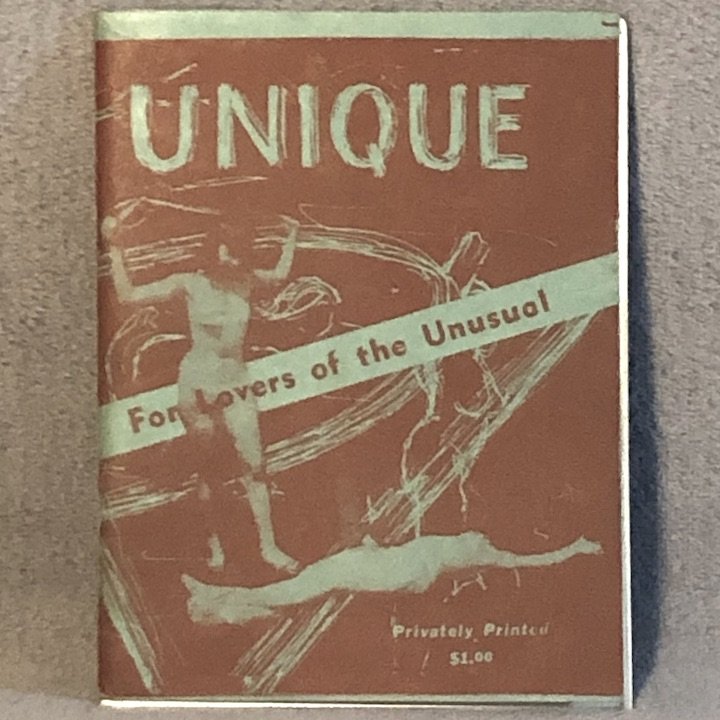 UNIQUE
For Lovers of the Unusual
Privately Printed
$1.00